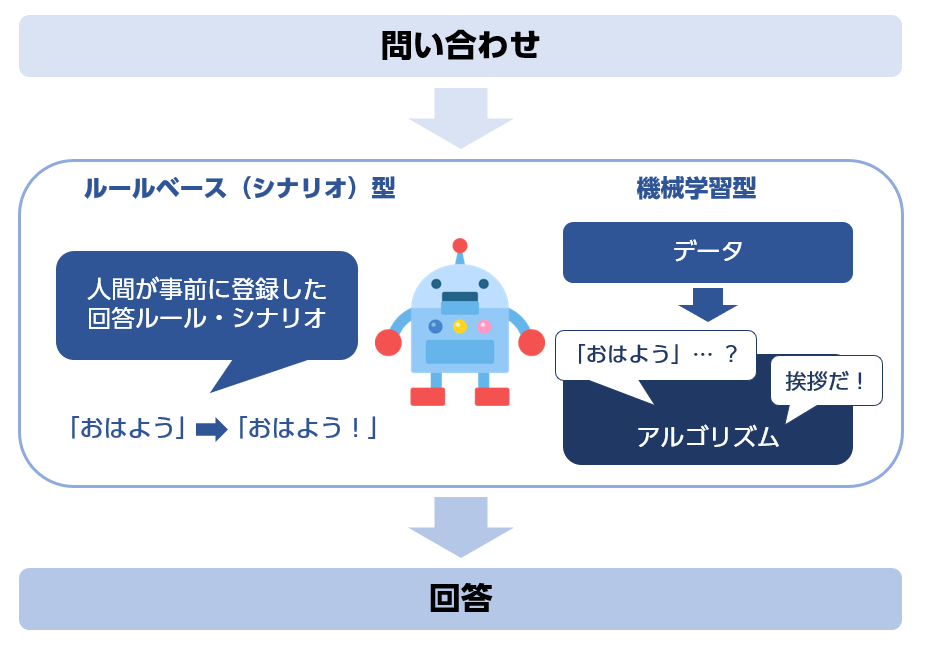 問い合わせ
ルールベース（シナリオ）型
人間が事前に登録した
回答ルール・シナリオ
「おはよう」
「おはよう！」
機械学習型
データ
「おはよう」…？
挨拶だ！
アルゴリズム
回答